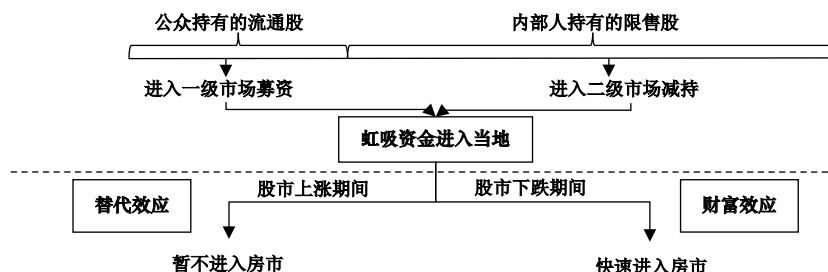 公众持有的流通股
内部人持有的限售股
进入一级市场募资
进入二级市场减持
虹吸资金进入当地
股市上涨期间
股市下跌期间
替代效应
财富效应
暂不进入房市
快速进入房市